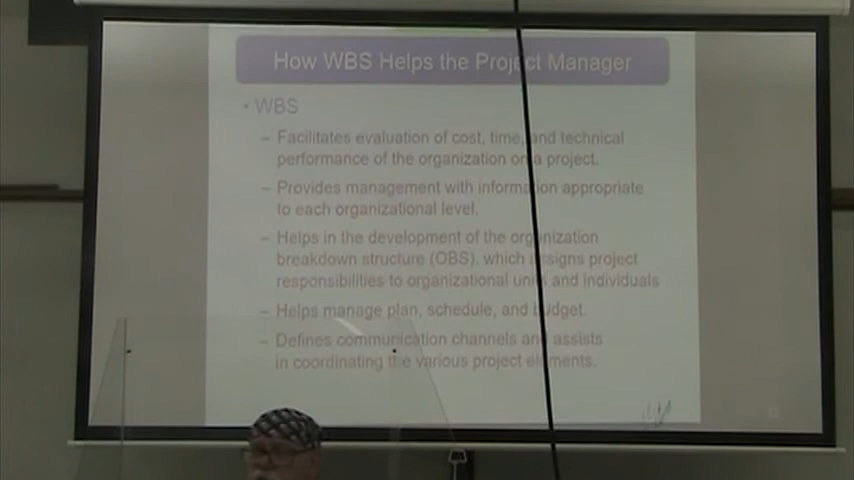 How WBS Helps the Project Manager
• WBS
– Facilitates evaluation of cost, time, and technical
performance of the organization on a project.
– Provides management with information appropriate
to each organizational level.
– Helps in the development of the organization
breakdown structure (OBS), which assigns project
responsibilities to organizational units and individuals
– Helps manage plan, schedule, and budget.
– Defines communication channels and assists
in coordinating the various project elements.